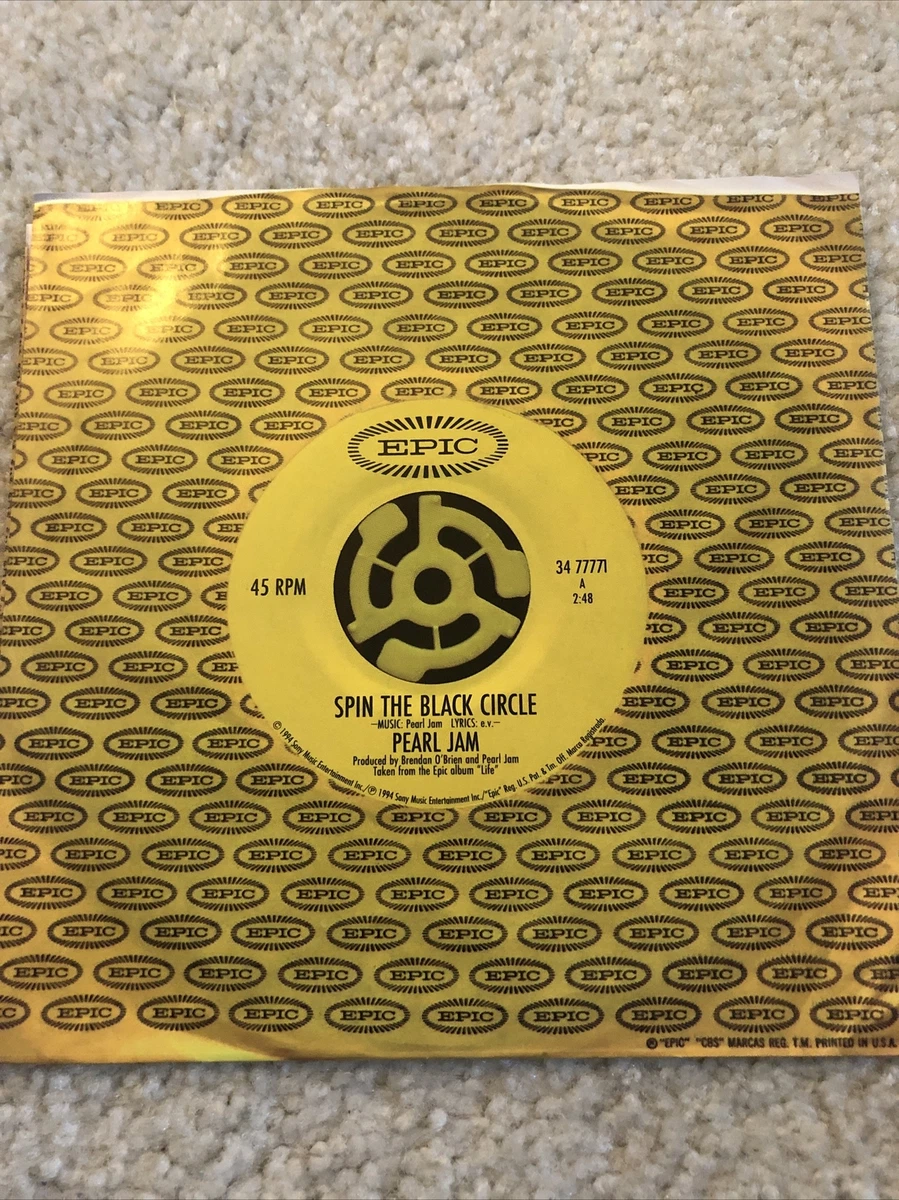 EPIC
45 RPM
34 77771
A
2:48
SPIN THE BLACK CIRCLE
—MUSIC: Pearl Jam LYRICS: e.v.—
PEARL JAM
Produced by Brendan O'Brien and Pearl Jam
Taken from the Epic album "Life"
© 1994 Sony Music Entertainment Inc./℗ 1994 Sony Music Entertainment Inc./"Epic" Reg. U.S. Pat. & Tm. Off. Marca Registrada.
® "EPIC" "CBS" MARCAS REG. T.M. PRINTED IN U.S.A.